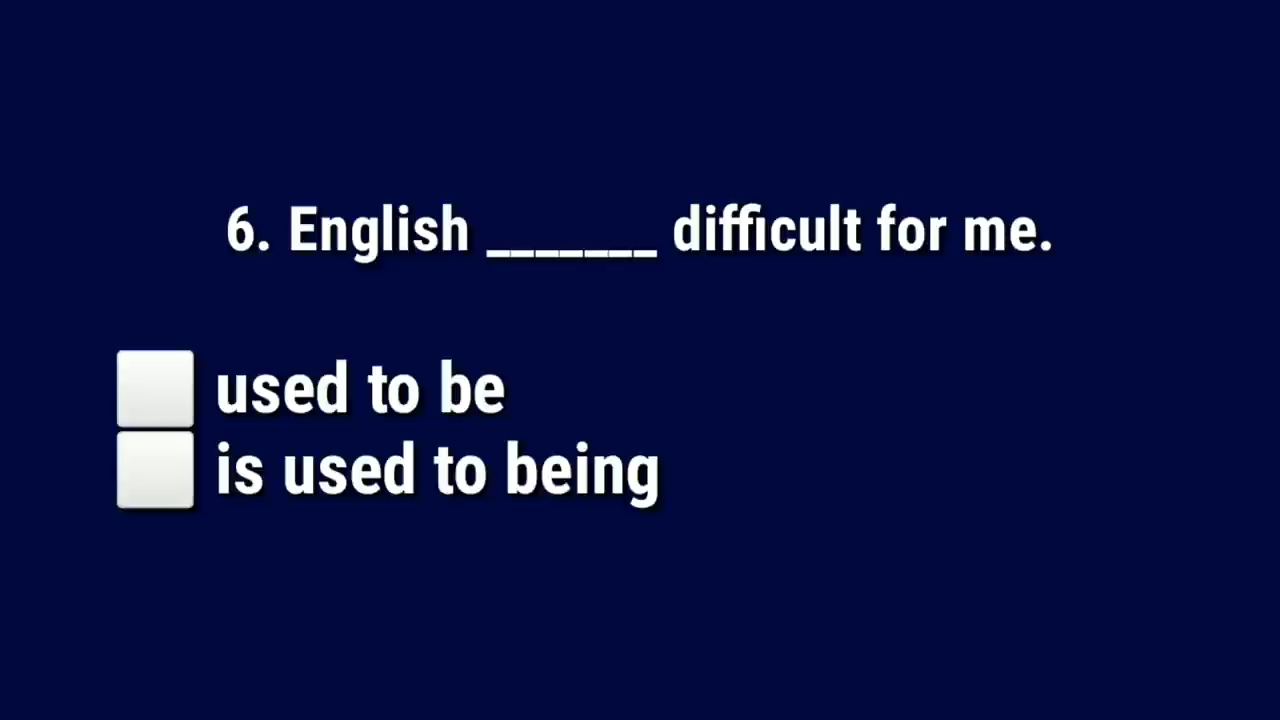 6. English _______ difficult for me.
used to be
is used to being